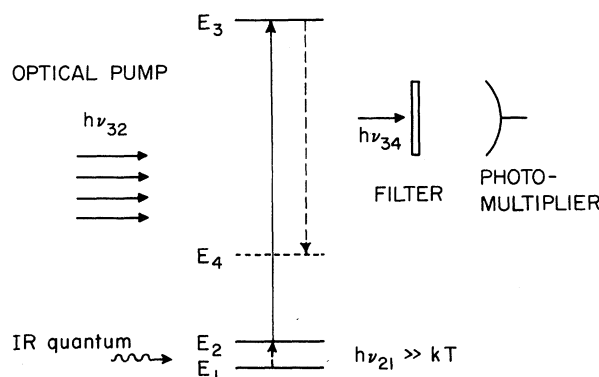 E₃
OPTICAL PUMP
hν₃₂
hν₃₄
FILTER
PHOTO-
MULTIPLIER
E₄
IR quantum
E₂
hν₂₁ >> kT
E₁